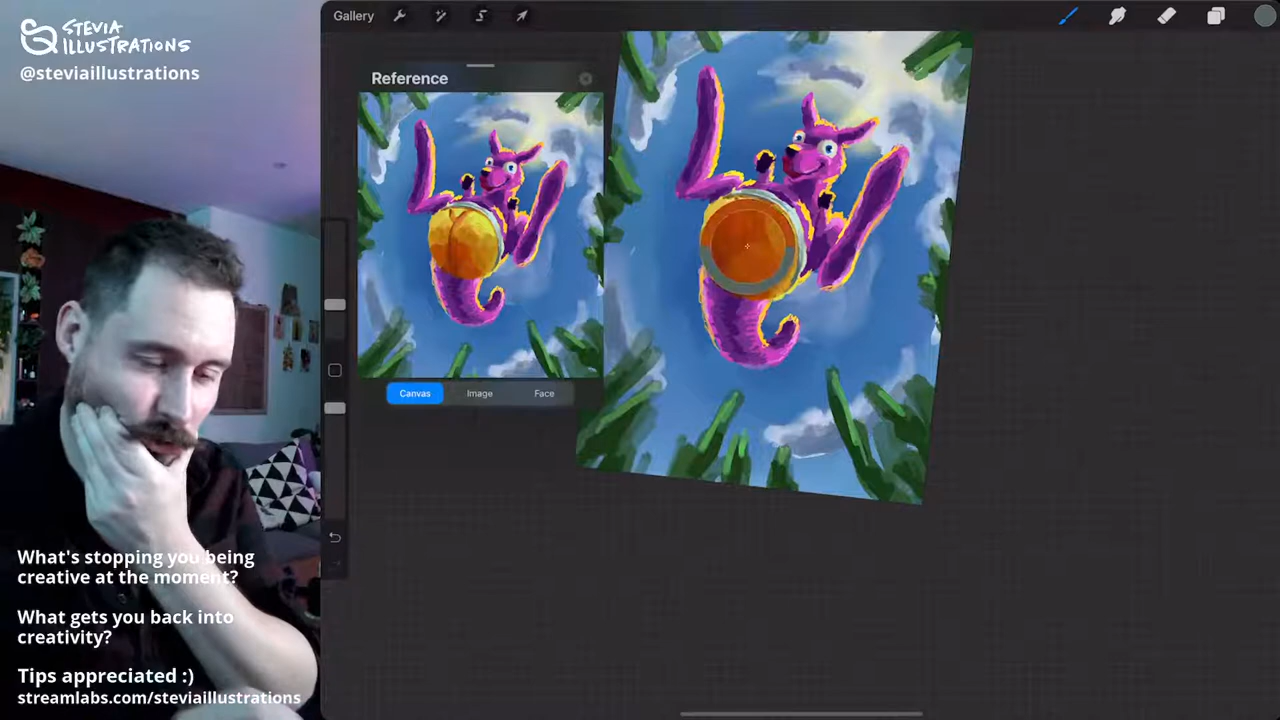 STEVIA
ILLUSTRATIONS
@steviaillustrations
Gallery
Reference
Canvas
Image
Face
What's stopping you being
creative at the moment?
What gets you back into
creativity?
Tips appreciated :)
streamlabs.com/steviaillustrations